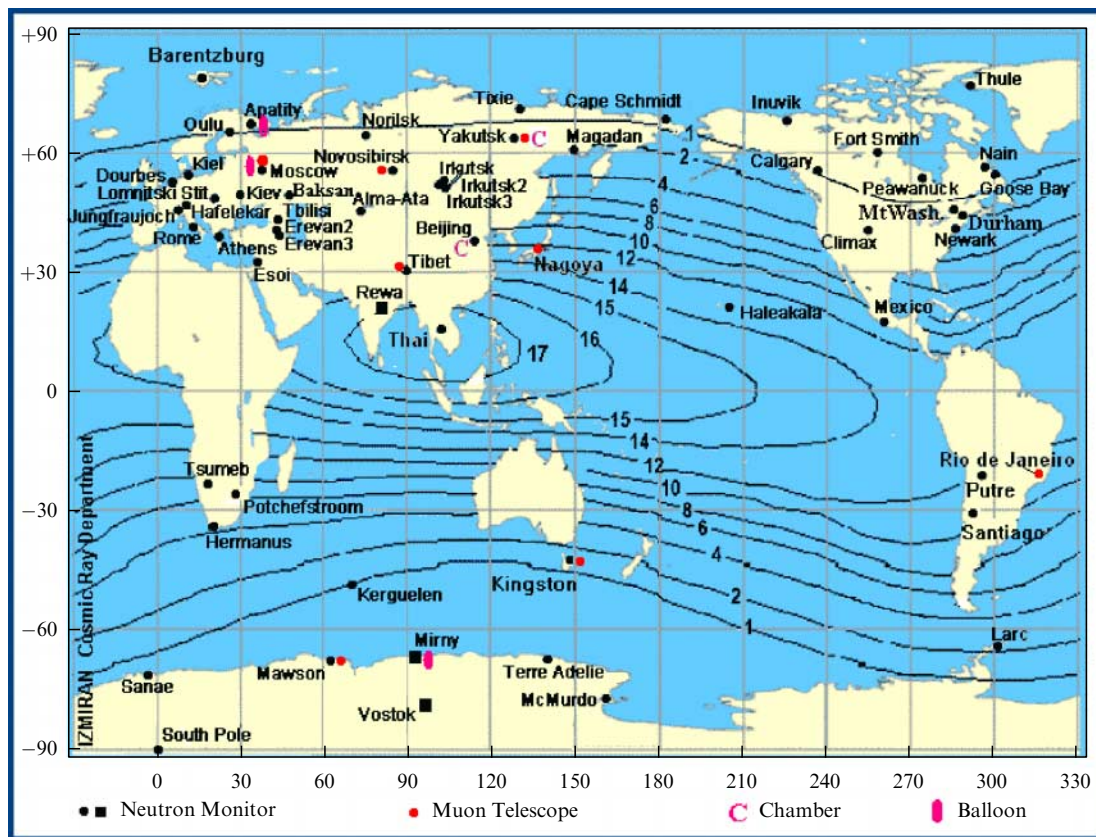 +90
Barentzburg
Thule
Tixie
Cape Schmidt
Inuvik
Apatity
Oulu
Norilsk
Yakutsk
C
Magadan
1
Fort Smith
+60
2
Nain
Kiel
Moscow
Novosibirsk
Irkutsk
Calgary
Dourbes
Peawanuck
Goose Bay
Lomnitski Stit
Kiev
Baksan
Irkutsk2
4
Alma-Ata
Irkutsk3
6
MtWash
Jungfraujoch
Hafelekar
Tbilisi
Durham
Beijing
8
Erevan2
10
Rome
Athens
Erevan3
C
Climax
Newark
12
Nagoya
Tibet
Esoi
+30
14
Rewa
15
Mexico
Haleakala
Thai
16
17
0
15
14
12
Rio de Janeiro
Tsumeb
10
Putre
Potchefstroom
−30
8
6
Santiago
Hermanus
4
Kingston
Kerguelen
2
1
−60
Mirny
Larc
Mawson
Terre Adelie
Sanae
McMurdo
Vostok
South Pole
−90
IZMIRAN Cosmic Ray Department
0 30 60 90 120 150 180 210 240 270 300 330
Neutron Monitor
Muon Telescope
C Chamber
Balloon